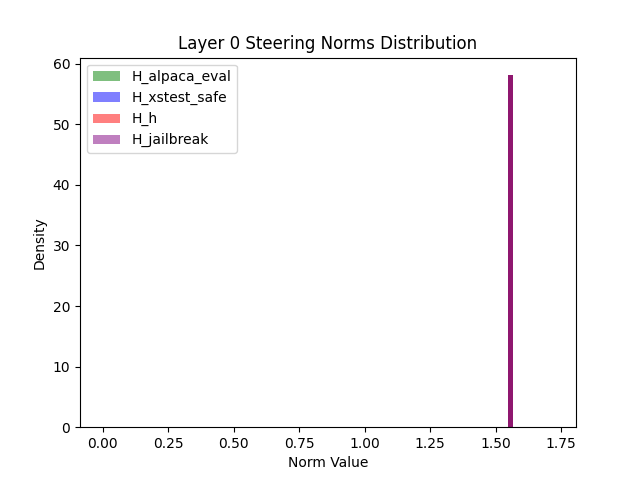 Layer 0 Steering Norms Distribution
H_alpaca_eval
H_xstest_safe
H_h
H_jailbreak
60
50
40
30
20
10
0
Density
0.00 0.25 0.50 0.75 1.00 1.25 1.50 1.75
Norm Value